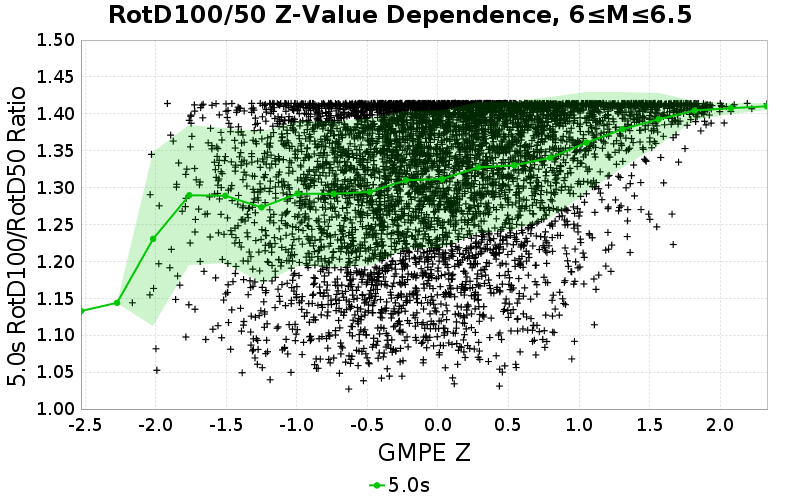 RotD100/50 Z-Value Dependence, 6≤M≤6.5
5.0s RotD100/RotD50 Ratio
1.50
1.45
1.40
1.35
1.30
1.25
1.20
1.15
1.10
1.05
1.00
-2.5 -2.0 -1.5 -1.0 -0.5 0.0 0.5 1.0 1.5 2.0
GMPE Z
5.0s